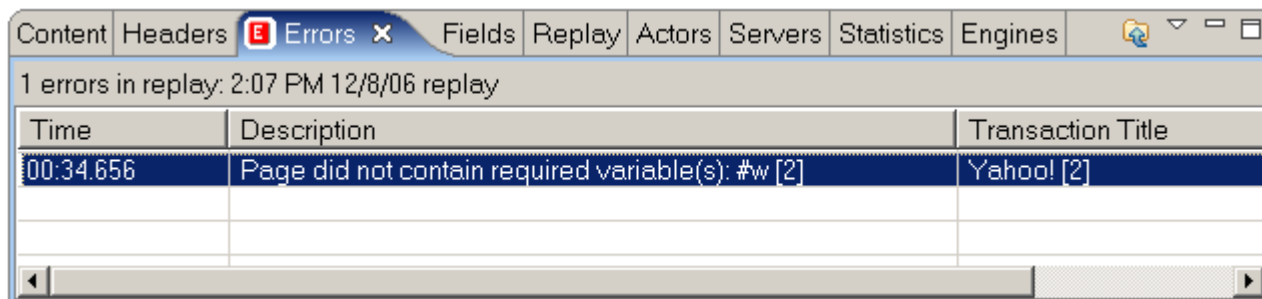 Content Headers E Errors Fields Replay Actors Servers Statistics Engines
1 errors in replay: 2:07 PM 12/8/06 replay
Time Description Transaction Title
00:34.656 Page did not contain required variable(s): #w [2] Yahoo! [2]